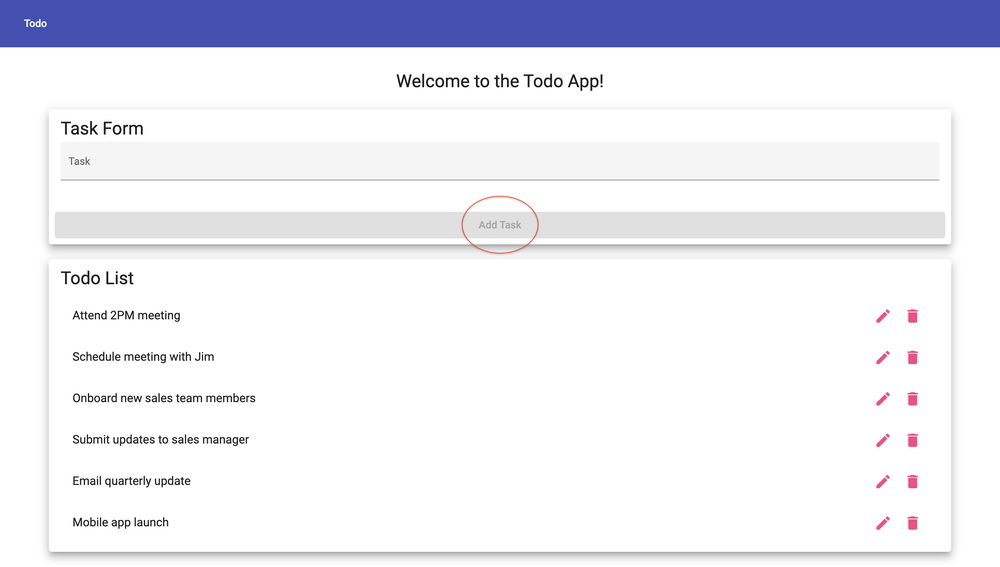 Todo
Welcome to the Todo App!
Task Form
Task
Add Task
Todo List
Attend 2PM meeting
Schedule meeting with Jim
Onboard new sales team members
Submit updates to sales manager
Email quarterly update
Mobile app launch